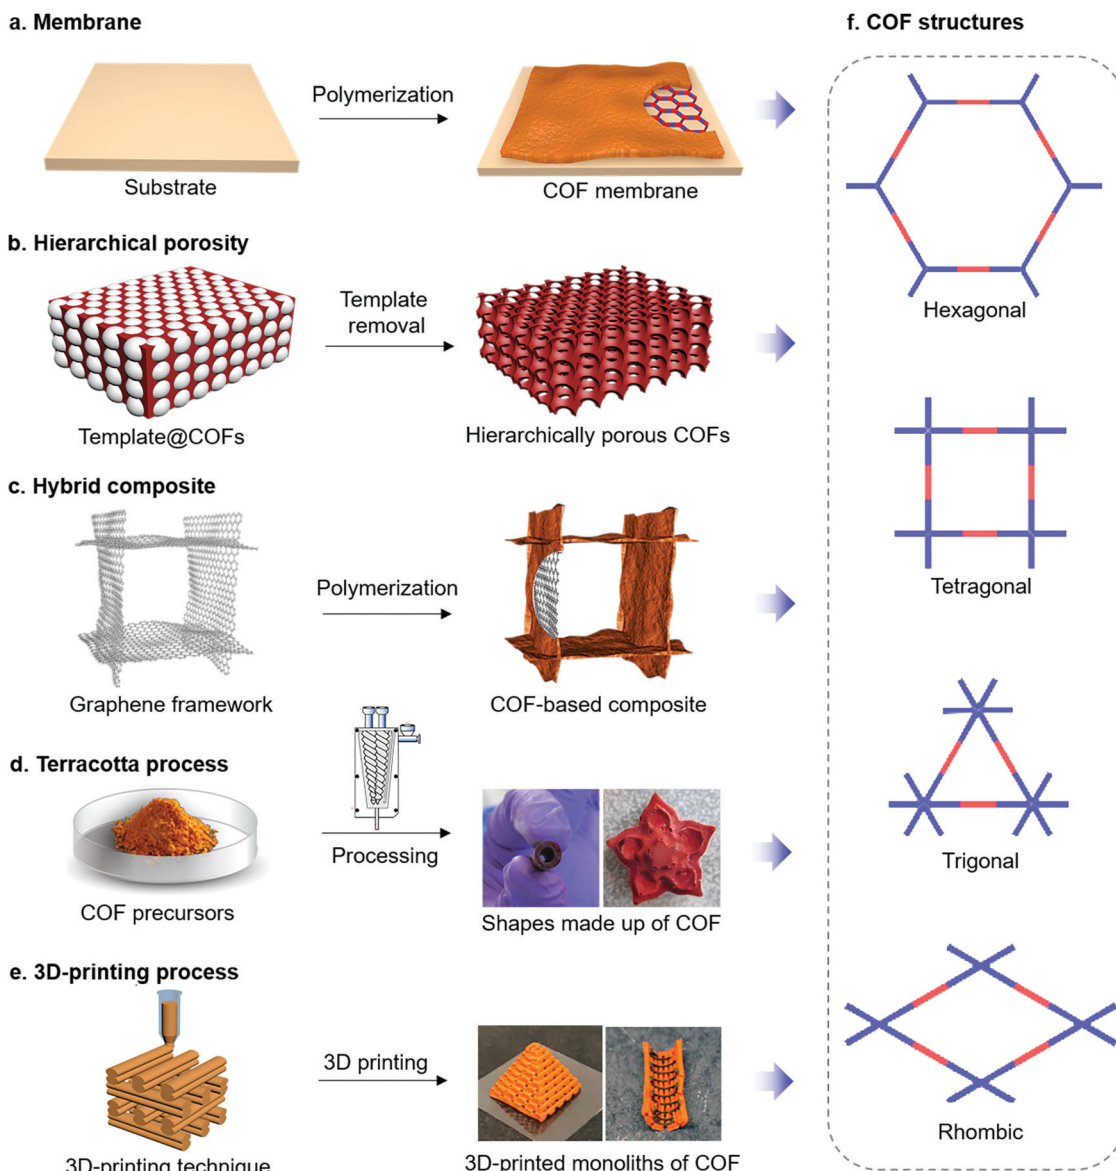 a. Membrane
Polymerization
Substrate
COF membrane
b. Hierarchical porosity
Template
removal
Template@COFs
Hierarchically porous COFs
c. Hybrid composite
Polymerization
Graphene framework
COF-based composite
d. Terracotta process
Processing
COF precursors
Shapes made up of COF
e. 3D-printing process
3D printing
3D-printing technique
3D-printed monoliths of COF
f. COF structures
Hexagonal
Tetragonal
Trigonal
Rhombic